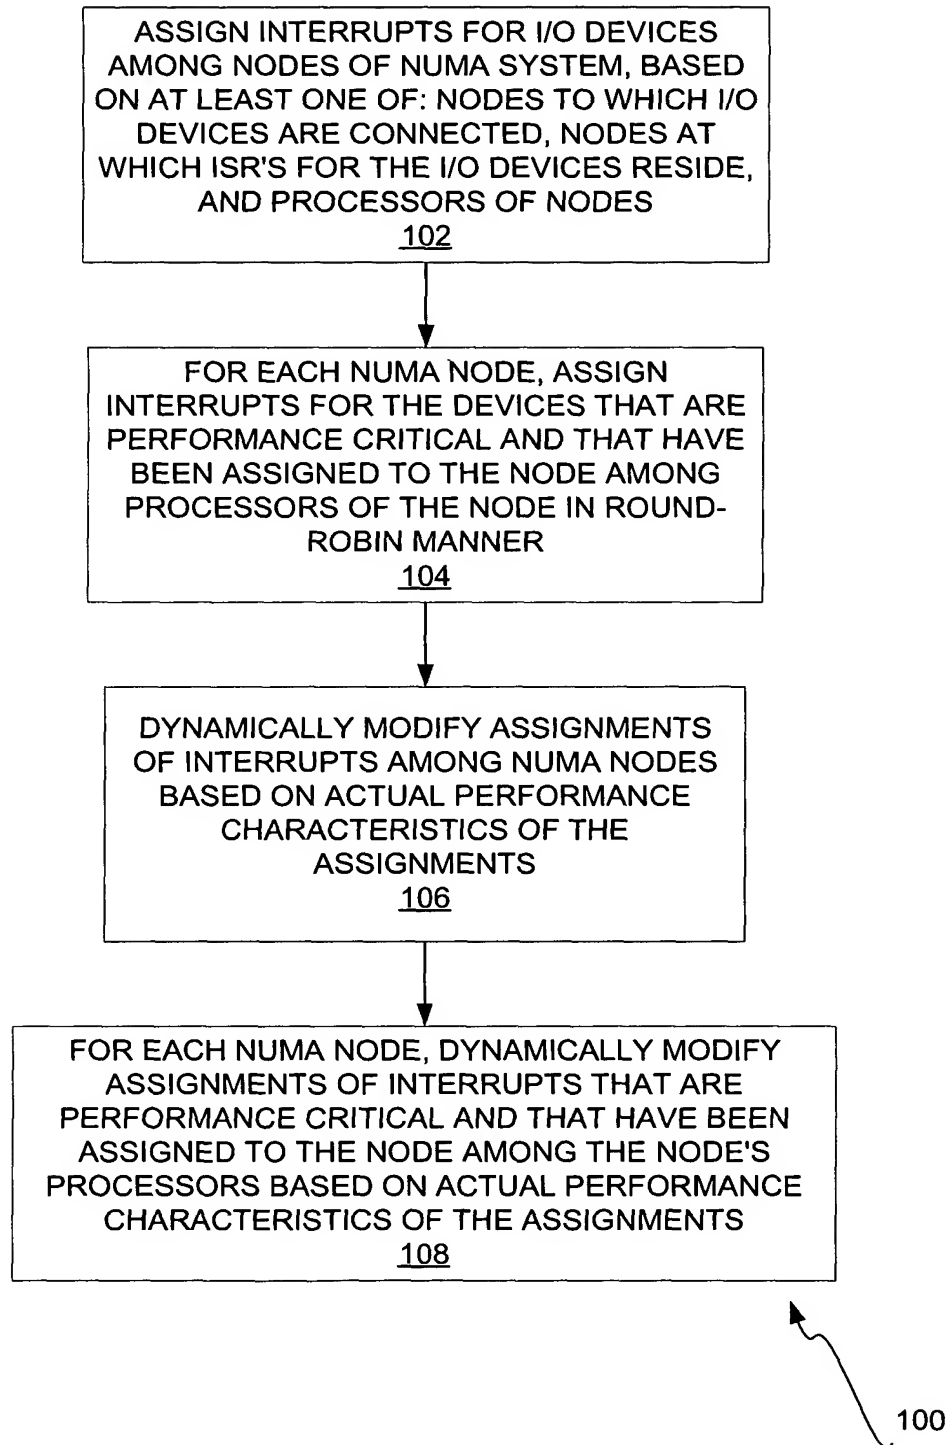 ASSIGN INTERRUPTS FOR I/O DEVICES
AMONG NODES OF NUMA SYSTEM, BASED
ON AT LEAST ONE OF: NODES TO WHICH I/O
DEVICES ARE CONNECTED, NODES AT
WHICH ISR'S FOR THE I/O DEVICES RESIDE,
AND PROCESSORS OF NODES
102
FOR EACH NUMA NODE, ASSIGN
INTERRUPTS FOR THE DEVICES THAT ARE
PERFORMANCE CRITICAL AND THAT HAVE
BEEN ASSIGNED TO THE NODE AMONG
PROCESSORS OF THE NODE IN ROUND-
ROBIN MANNER
104
DYNAMICALLY MODIFY ASSIGNMENTS
OF INTERRUPTS AMONG NUMA NODES
BASED ON ACTUAL PERFORMANCE
CHARACTERISTICS OF THE
ASSIGNMENTS
106
FOR EACH NUMA NODE, DYNAMICALLY MODIFY
ASSIGNMENTS OF INTERRUPTS THAT ARE
PERFORMANCE CRITICAL AND THAT HAVE BEEN
ASSIGNED TO THE NODE AMONG THE NODE'S
PROCESSORS BASED ON ACTUAL PERFORMANCE
CHARACTERISTICS OF THE ASSIGNMENTS
108
100